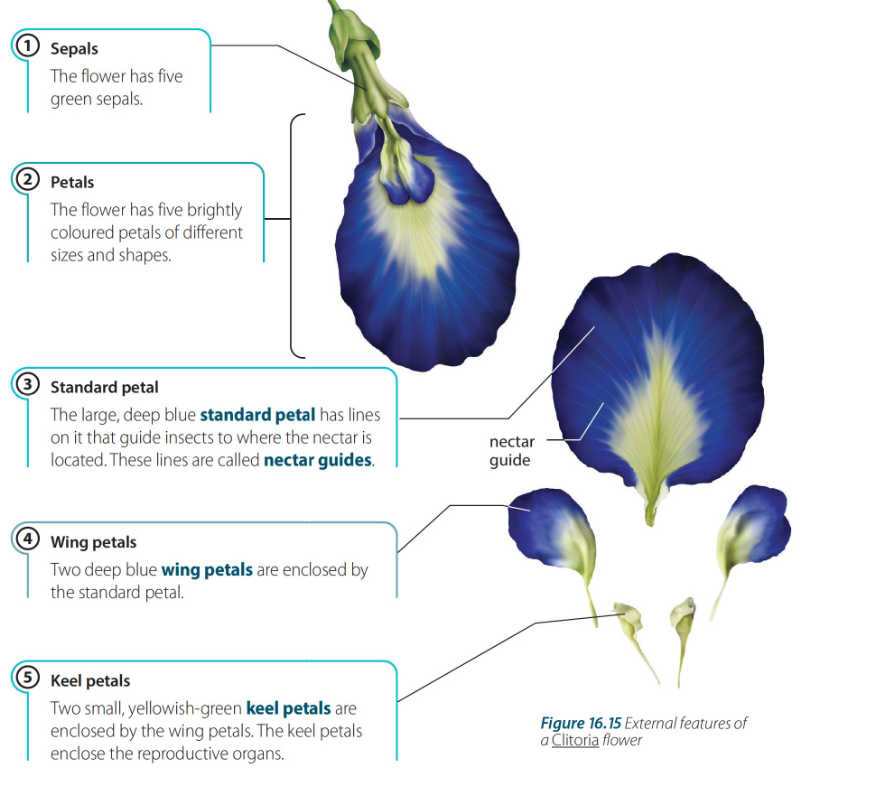 1 Sepals
The flower has five
green sepals.
2 Petals
The flower has five brightly
coloured petals of different
sizes and shapes.
3 Standard petal
The large, deep blue standard petal has lines
on it that guide insects to where the nectar is
located. These lines are called nectar guides.
nectar
guide
4 Wing petals
Two deep blue wing petals are enclosed by
the standard petal.
5 Keel petals
Two small, yellowish-green keel petals are
enclosed by the wing petals. The keel petals
enclose the reproductive organs.
Figure 16.15 External features of
a Clitoria flower